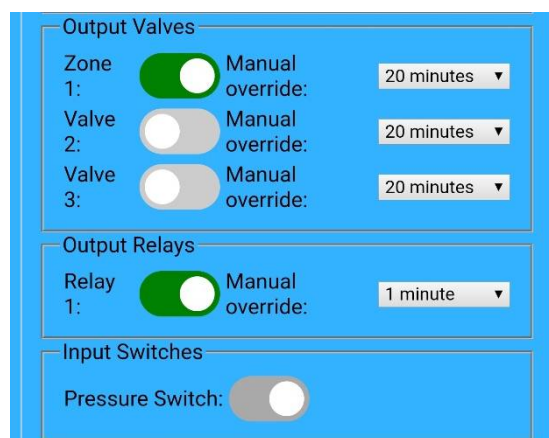 Output Valves
Zone 1: Manual override: 20 minutes
Valve 2: Manual override: 20 minutes
Valve 3: Manual override: 20 minutes
Output Relays
Relay 1: Manual override: 1 minute
Input Switches
Pressure Switch: